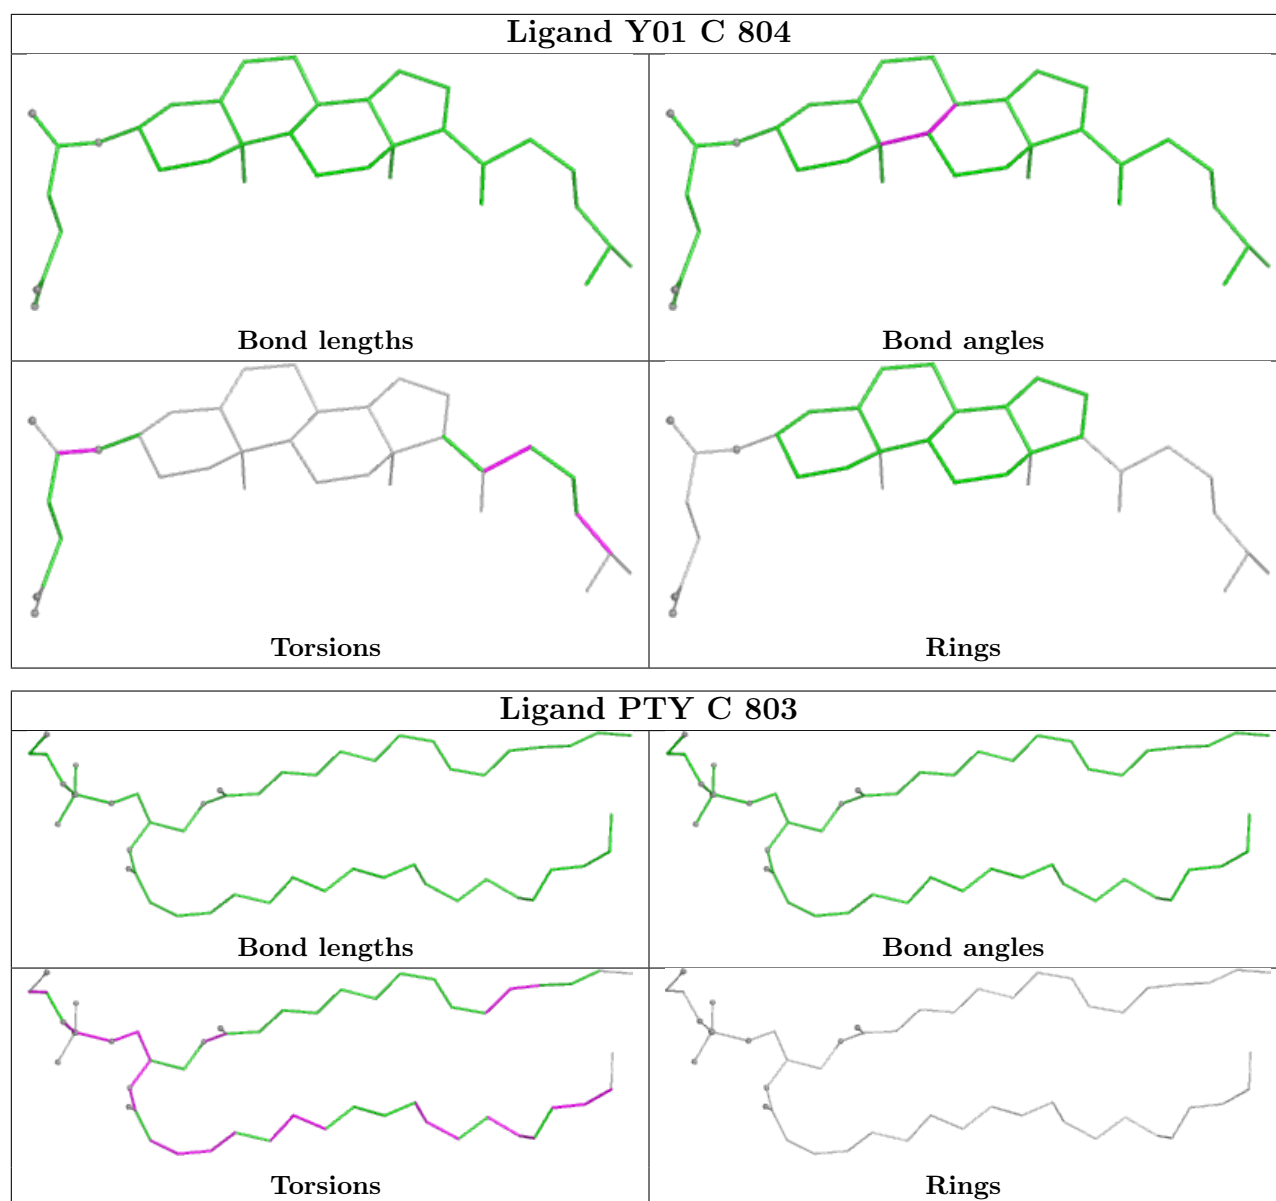 Ligand Y01 C 804
Bond lengths
Bond angles
Torsions
Rings
Ligand PTY C 803
Bond lengths
Bond angles
Torsions
Rings